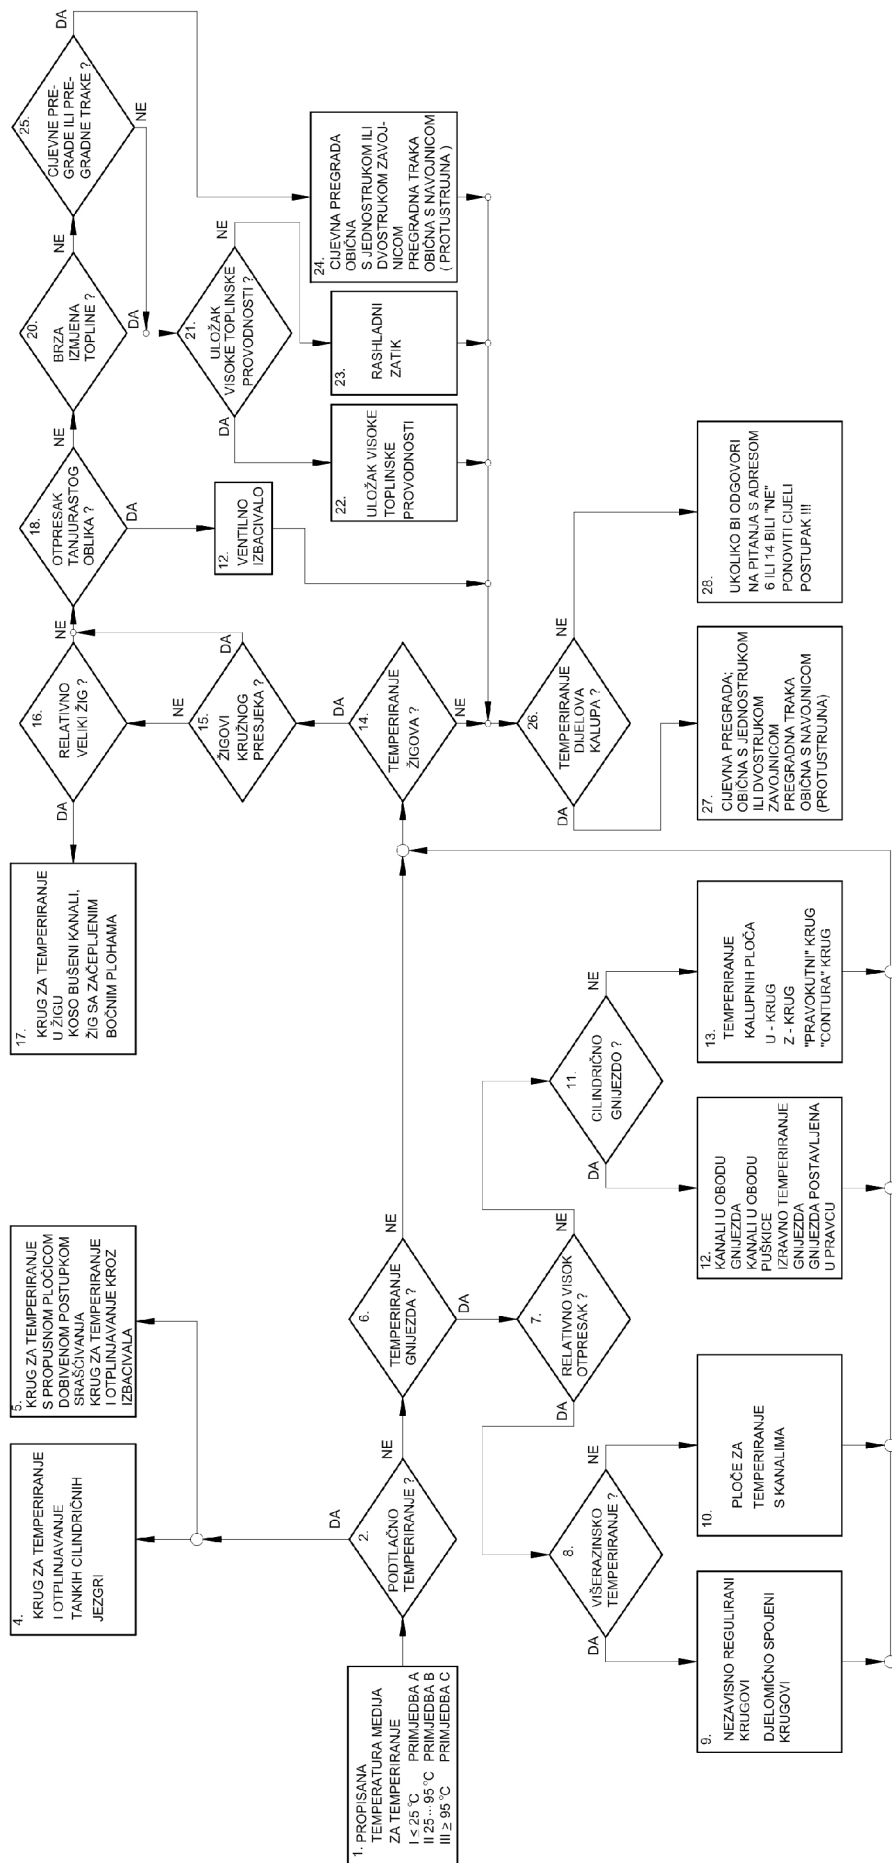 1. PROPISANA
TEMPERATURA MEDIJA
ZA TEMPERIRANJE
I ≤ 25 °C PRIMJEDBA A
II 25...95 °C PRIMJEDBA B
III ≥ 95 °C PRIMJEDBA C
2.
PODTLAČNO
TEMPERIRANJE ?
DA
NE
4.
KRUG ZA TEMPERIRANJE
I OTPLINJAVANJE
TANKIH CILINDRIČNIH
JEZGRI
5.
KRUG ZA TEMPERIRANJE
S PROPUSNOM PLOČICOM
DOBIVENOM POSTUPKOM
SRAŠĆIVANJA
KRUG ZA TEMPERIRANJE
I OTPLINJAVANJE KROZ
IZBACIVALA
6.
TEMPERIRANJE
GNIJEZDA ?
NE
DA
7.
RELATIVNO VISOK
OTPRESAK ?
DA
NE
8.
VIŠERAZINSKO
TEMPERIRANJE ?
DA
NE
9.
NEZAVISNO REGULIRANI
KRUGOVI
DJELOMIČNO SPOJENI
KRUGOVI
10.
PLOČE ZA
TEMPERIRANJE
S KANALIMA
11.
CILINDRIČNO
GNIJEZDO ?
DA
NE
12. KANALI U OBODU
GNIJEZDA
KANALI U OBODU
PUŠKICE
IZRAVNO TEMPERIRANJE
GNIJEZDA
GNIJEZDA POSTAVLJENA
U PRAVCU
13.
TEMPERIRANJE
KALUPNIH PLOČA
U - KRUG
Z - KRUG
"PRAVOKUTNI" KRUG
"CONTURA" KRUG
14.
TEMPERIRANJE
ŽIGOVA ?
DA
NE
15.
ŽIGOVI
KRUŽNOG
PRESJEKA ?
NE
DA
16.
RELATIVNO
VELIKI ŽIG ?
DA
NE
17.
KRUG ZA TEMPERIRANJE
U ŽIGU
KOSO BUŠENI KANALI,
ŽIG SA ZAČEPLJENIM
BOČNIM PLOHAMA
18.
OTPRESAK
TANJURASTOG
OBLIKA ?
NE
DA
12.
VENTILNO
IZBACIVALO
20.
BRZA
IZMJENA
TOPLINE ?
NE
DA
25.
CIJEVNE PRE-
GRADE ILI PRE-
GRADNE TRAKE ?
DA
NE
21.
ULOŽAK
VISOKE TOPLINSKE
PROVODNOSTI ?
DA
NE
22.
ULOŽAK VISOKE
TOPLINSKE
PROVODNOSTI
23.
RASHLADNI
ZATIK
24.
CIJEVNA PREGRADA
OBIČNA
S JEDNOSTRUKOM ILI
DVOSTRUKOM ZAVOJ-
NICOM
PREGRADNA TRAKA
OBIČNA S NAVOJNICOM
( PROTUSTRUJNA )
26.
TEMPERIRANJE
DIJELOVA
KALUPA ?
DA
NE
27.
CIJEVNA PREGRADA;
OBIČNA S JEDNOSTRUKOM
ILI DVOSTRUKOM
ZAVOJNICOM
PREGRADNA TRAKA
OBIČNA S NAVOJNICOM
(PROTUSTRUJNA)
28.
UKOLIKO BI ODGOVORI
NA PITANJA S ADRESOM
6 ILI 14 BILI "NE"
PONOVITI CIJELI
POSTUPAK !!!